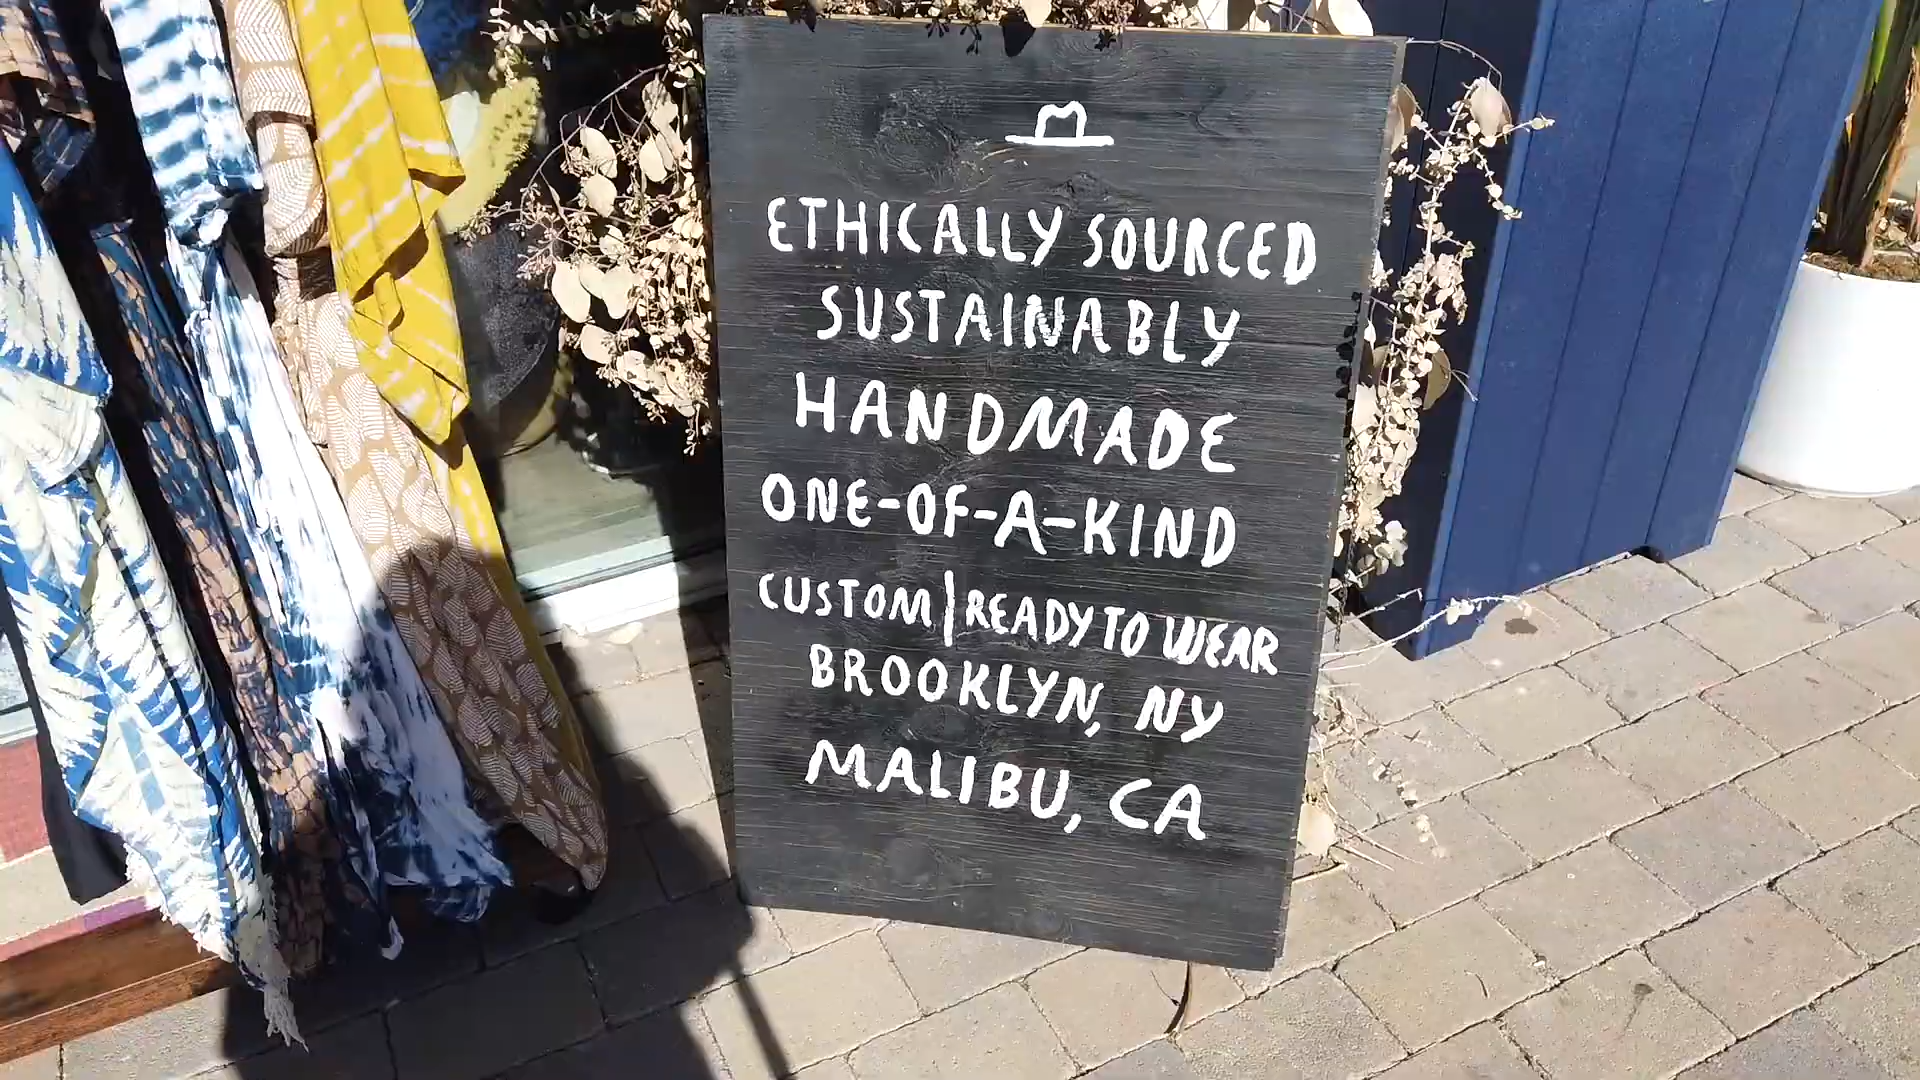 ETHICALLY SOURCED
SUSTAINABLY
HANDMADE
ONE-OF-A-KIND
CUSTOM|READY TO WEAR
BROOKLYN, NY
MALIBU, CA